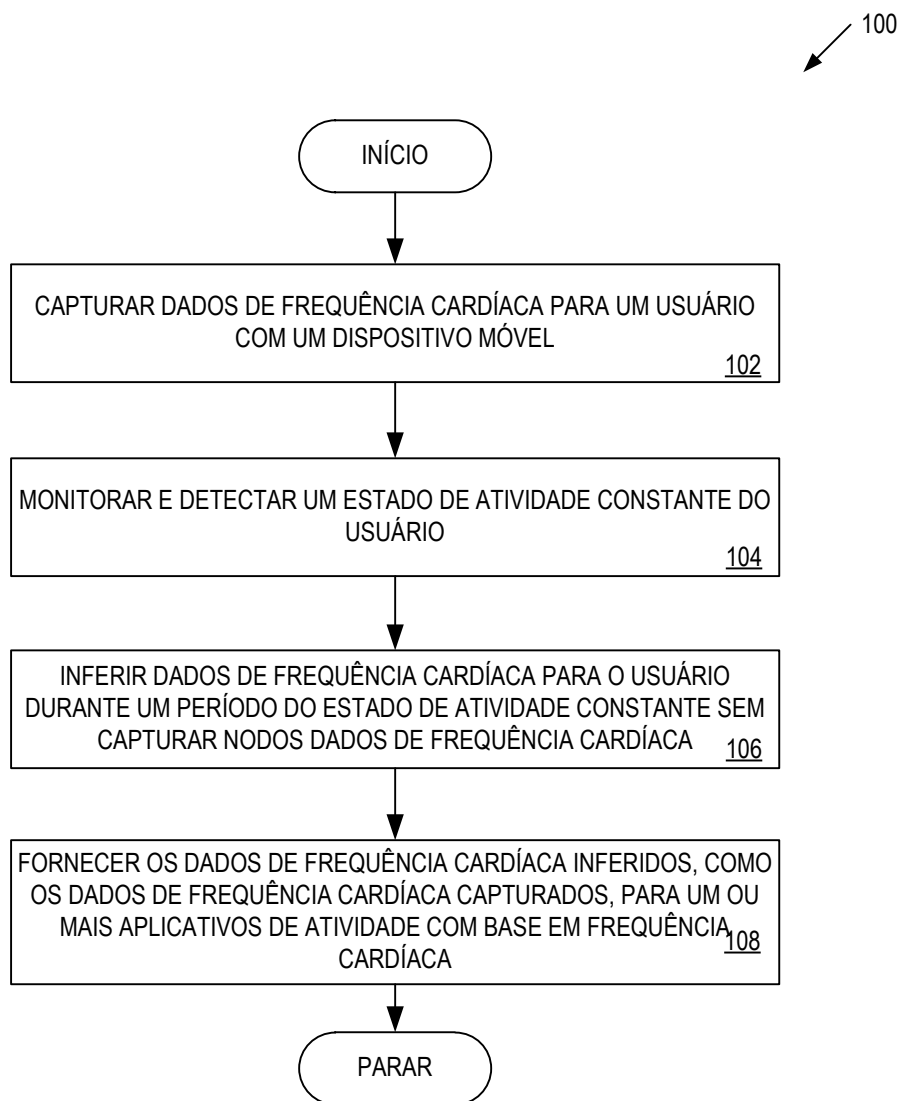 100
INÍCIO
CAPTURAR DADOS DE FREQUÊNCIA CARDÍACA PARA UM USUÁRIO
COM UM DISPOSITIVO MÓVEL
102
MONITORAR E DETECTAR UM ESTADO DE ATIVIDADE CONSTANTE DO
USUÁRIO
104
INFERIR DADOS DE FREQUÊNCIA CARDÍACA PARA O USUÁRIO
DURANTE UM PERÍODO DO ESTADO DE ATIVIDADE CONSTANTE SEM
CAPTURAR NODOS DADOS DE FREQUÊNCIA CARDÍACA
106
FORNECER OS DADOS DE FREQUÊNCIA CARDÍACA INFERIDOS, COMO
OS DADOS DE FREQUÊNCIA CARDÍACA CAPTURADOS, PARA UM OU
MAIS APLICATIVOS DE ATIVIDADE COM BASE EM FREQUÊNCIA
CARDÍACA
108
PARAR